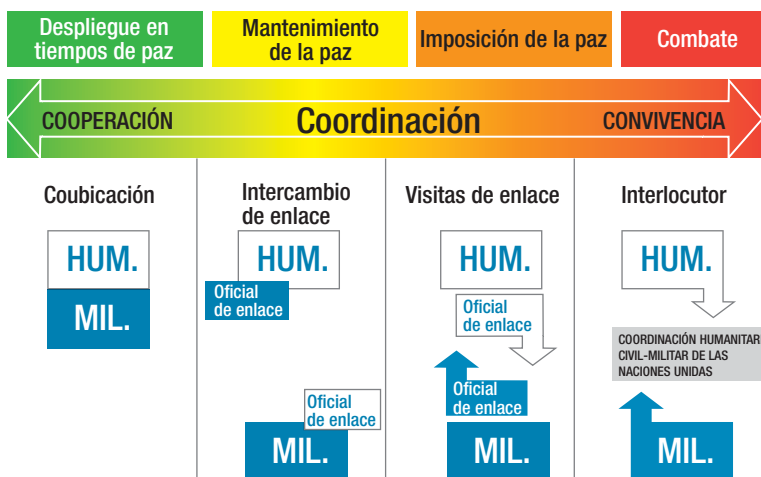 Despliegue en
tiempos de paz
Mantenimiento
de la paz
Imposición de la paz
Combate
COOPERACIÓN
Coordinación
CONVIVENCIA
Coubicación
HUM.
MIL.
Intercambio
de enlace
HUM.
Oficial
de enlace
Oficial
de enlace
MIL.
Visitas de enlace
HUM.
Oficial
de enlace
Oficial
de enlace
MIL.
Interlocutor
HUM.
COORDINACIÓN HUMANITAR
CIVIL-MILITAR DE LAS
NACIONES UNIDAS
MIL.